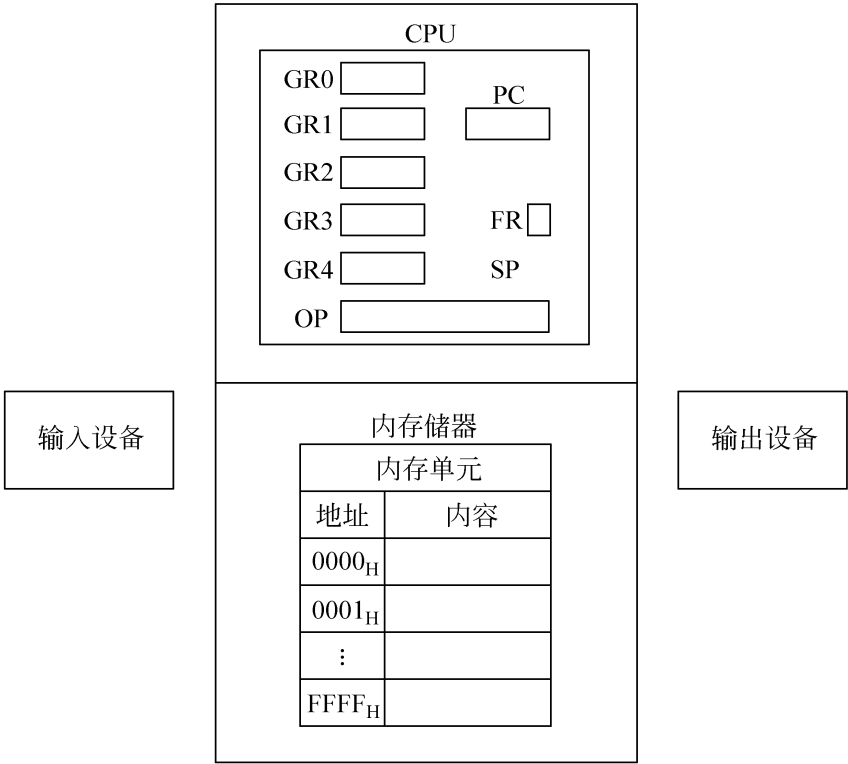 CPU
GR0
PC
GR1
GR2
GR3
FR
GR4
SP
OP
输入设备
内存储器
输出设备
内存单元
地址 内容
0000H
0001H
⋮
FFFFH